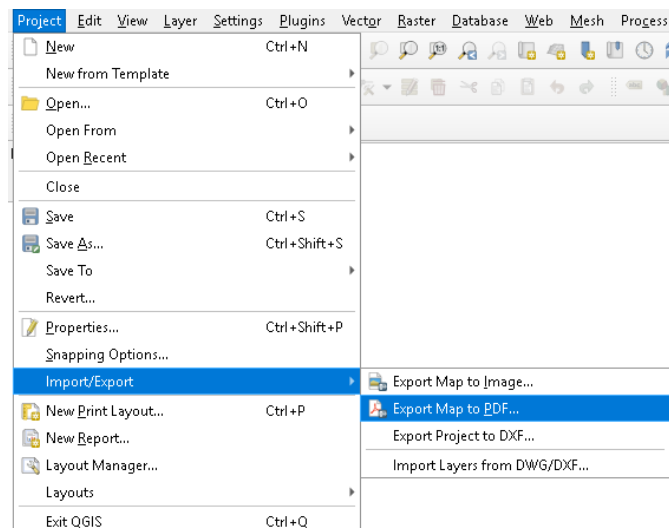 Project Edit View Layer Settings Plugins Vector Raster Database Web Mesh Process
New Ctrl+N
New from Template
Open... Ctrl+O
Open From
Open Recent
Close
Save Ctrl+S
Save As... Ctrl+Shift+S
Save To
Revert...
Properties... Ctrl+Shift+P
Snapping Options...
Import/Export
Export Map to Image...
New Print Layout... Ctrl+P
Export Map to PDF...
New Report...
Export Project to DXF...
Layout Manager...
Import Layers from DWG/DXF...
Layouts
Exit QGIS Ctrl+Q